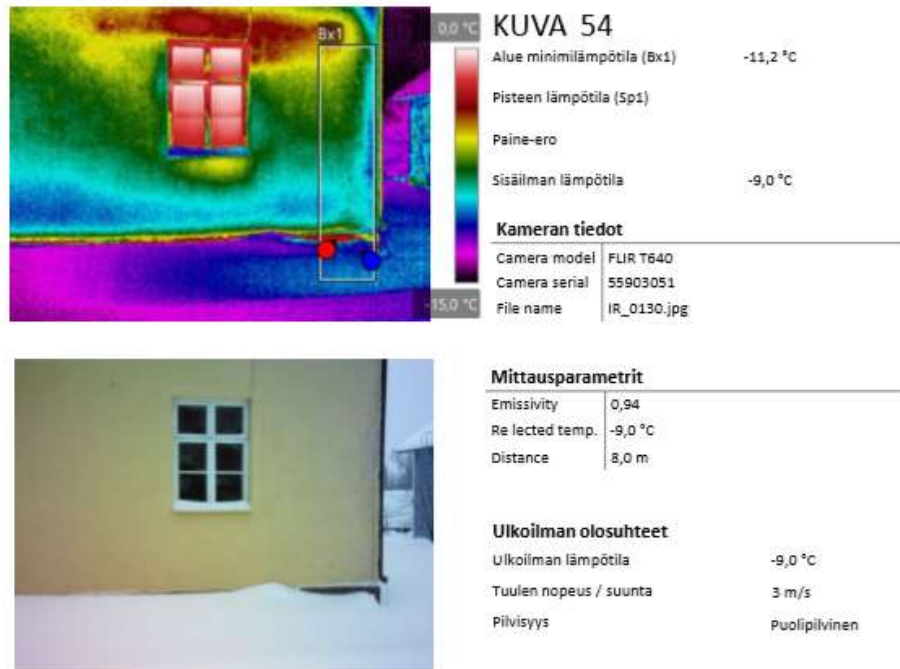 Bx1
0,0 °C
-15,0 °C
KUVA 54
Alue minimilämpötila (Bx1) -11,2 °C
Pisteen lämpötila (Sp1)
Paine-ero
Sisäilman lämpötila -9,0 °C
Kameran tiedot
Camera model FLIR T640
Camera serial 55903051
File name IR_0130.jpg
Mittausparametrit
Emissivity 0,94
Re lected temp. -9,0 °C
Distance 8,0 m
Ulkoilman olosuhteet
Ulkoilman lämpötila -9,0 °C
Tuulen nopeus / suunta 3 m/s
Pilvisyys Puolipilvinen